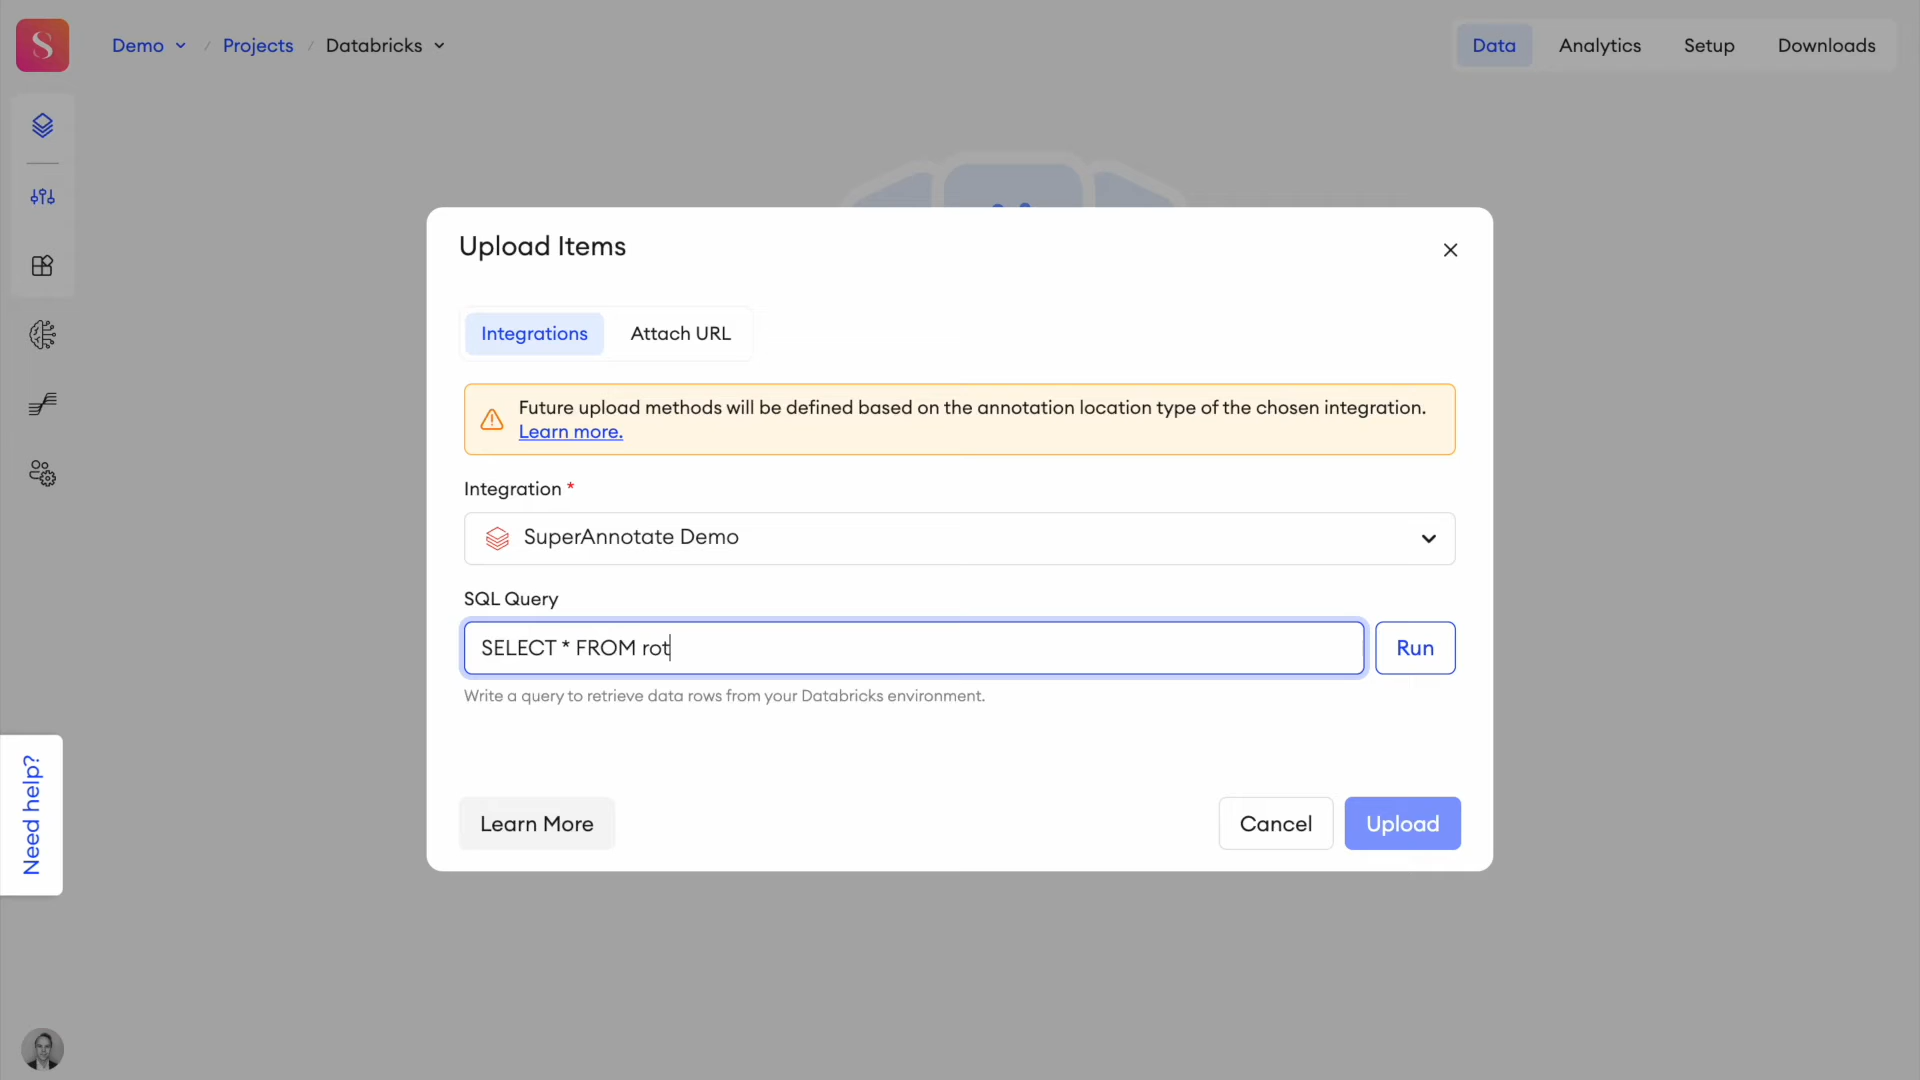 S
Demo / Projects / Databricks
Data Analytics Setup Downloads
Upload Items
Integrations Attach URL
Future upload methods will be defined based on the annotation location type of the chosen integration.
Learn more.
Integration *
SuperAnnotate Demo
SQL Query
SELECT * FROM rot
Run
Write a query to retrieve data rows from your Databricks environment.
Need help?
Learn More
Cancel
Upload